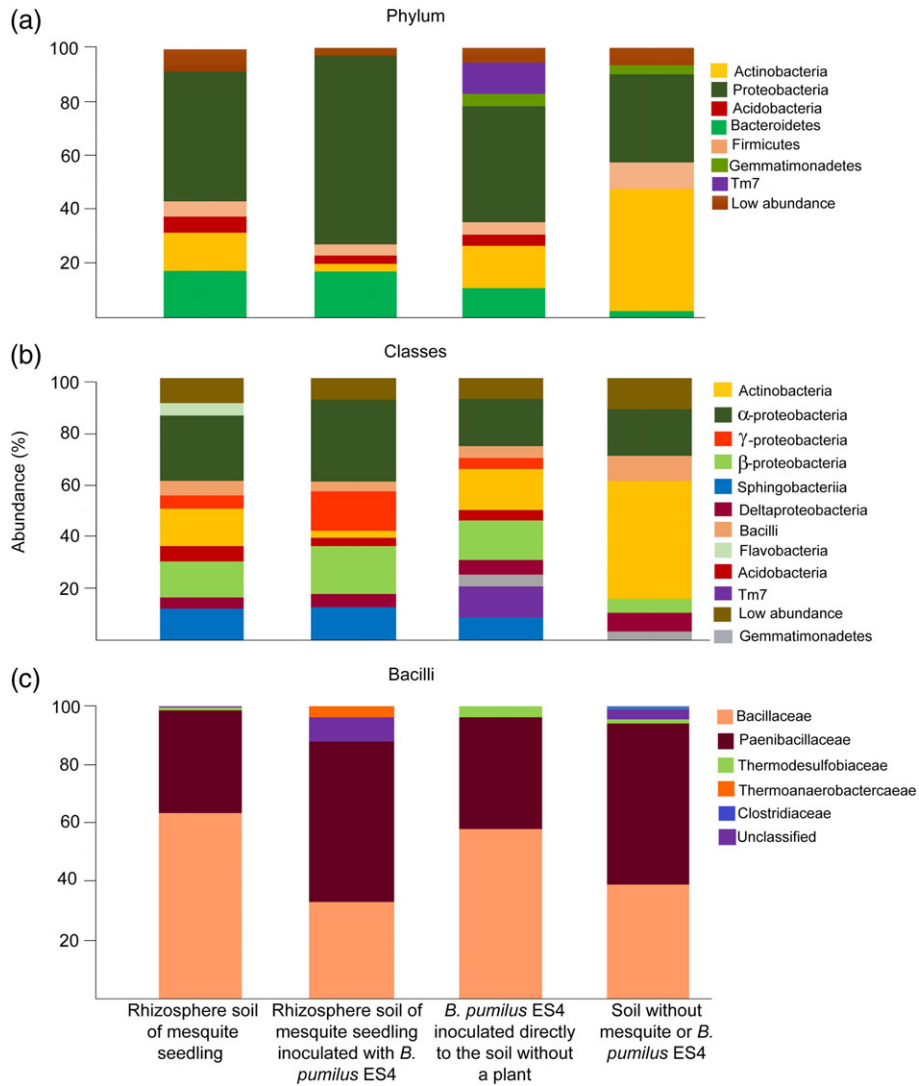 (a)
Phylum
100
80
60
40
20
Actinobacteria
Proteobacteria
Acidobacteria
Bacteroidetes
Firmicutes
Gemmatimonadetes
Tm7
Low abundance
(b)
Classes
Abundance (%)
100
80
60
40
20
Actinobacteria
α-proteobacteria
γ-proteobacteria
β-proteobacteria
Sphingobacteriia
Deltaproteobacteria
Bacilli
Flavobacteria
Acidobacteria
Tm7
Low abundance
Gemmatimonadetes
(c)
Bacilli
100
80
60
40
20
Bacillaceae
Paenibacillaceae
Thermodesulfobiaceae
Thermoanaerobactercaeae
Clostridiaceae
Unclassified
Rhizosphere soil
of mesquite
seedling
Rhizosphere soil of
mesquite seedling
inoculated with B.
pumilus ES4
B. pumilus ES4
inoculated directly
to the soil without
a plant
Soil without
mesquite or B.
pumilus ES4